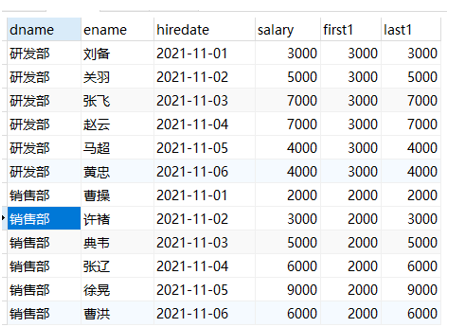 dname ename hiredate salary first1 last1
研发部 刘备 2021-11-01 3000 3000 3000
研发部 关羽 2021-11-02 5000 3000 5000
研发部 张飞 2021-11-03 7000 3000 7000
研发部 赵云 2021-11-04 7000 3000 7000
研发部 马超 2021-11-05 4000 3000 4000
研发部 黄忠 2021-11-06 4000 3000 4000
销售部 曹操 2021-11-01 2000 2000 2000
销售部 许褚 2021-11-02 3000 2000 3000
销售部 典韦 2021-11-03 5000 2000 5000
销售部 张辽 2021-11-04 6000 2000 6000
销售部 徐晃 2021-11-05 9000 2000 9000
销售部 曹洪 2021-11-06 6000 2000 6000